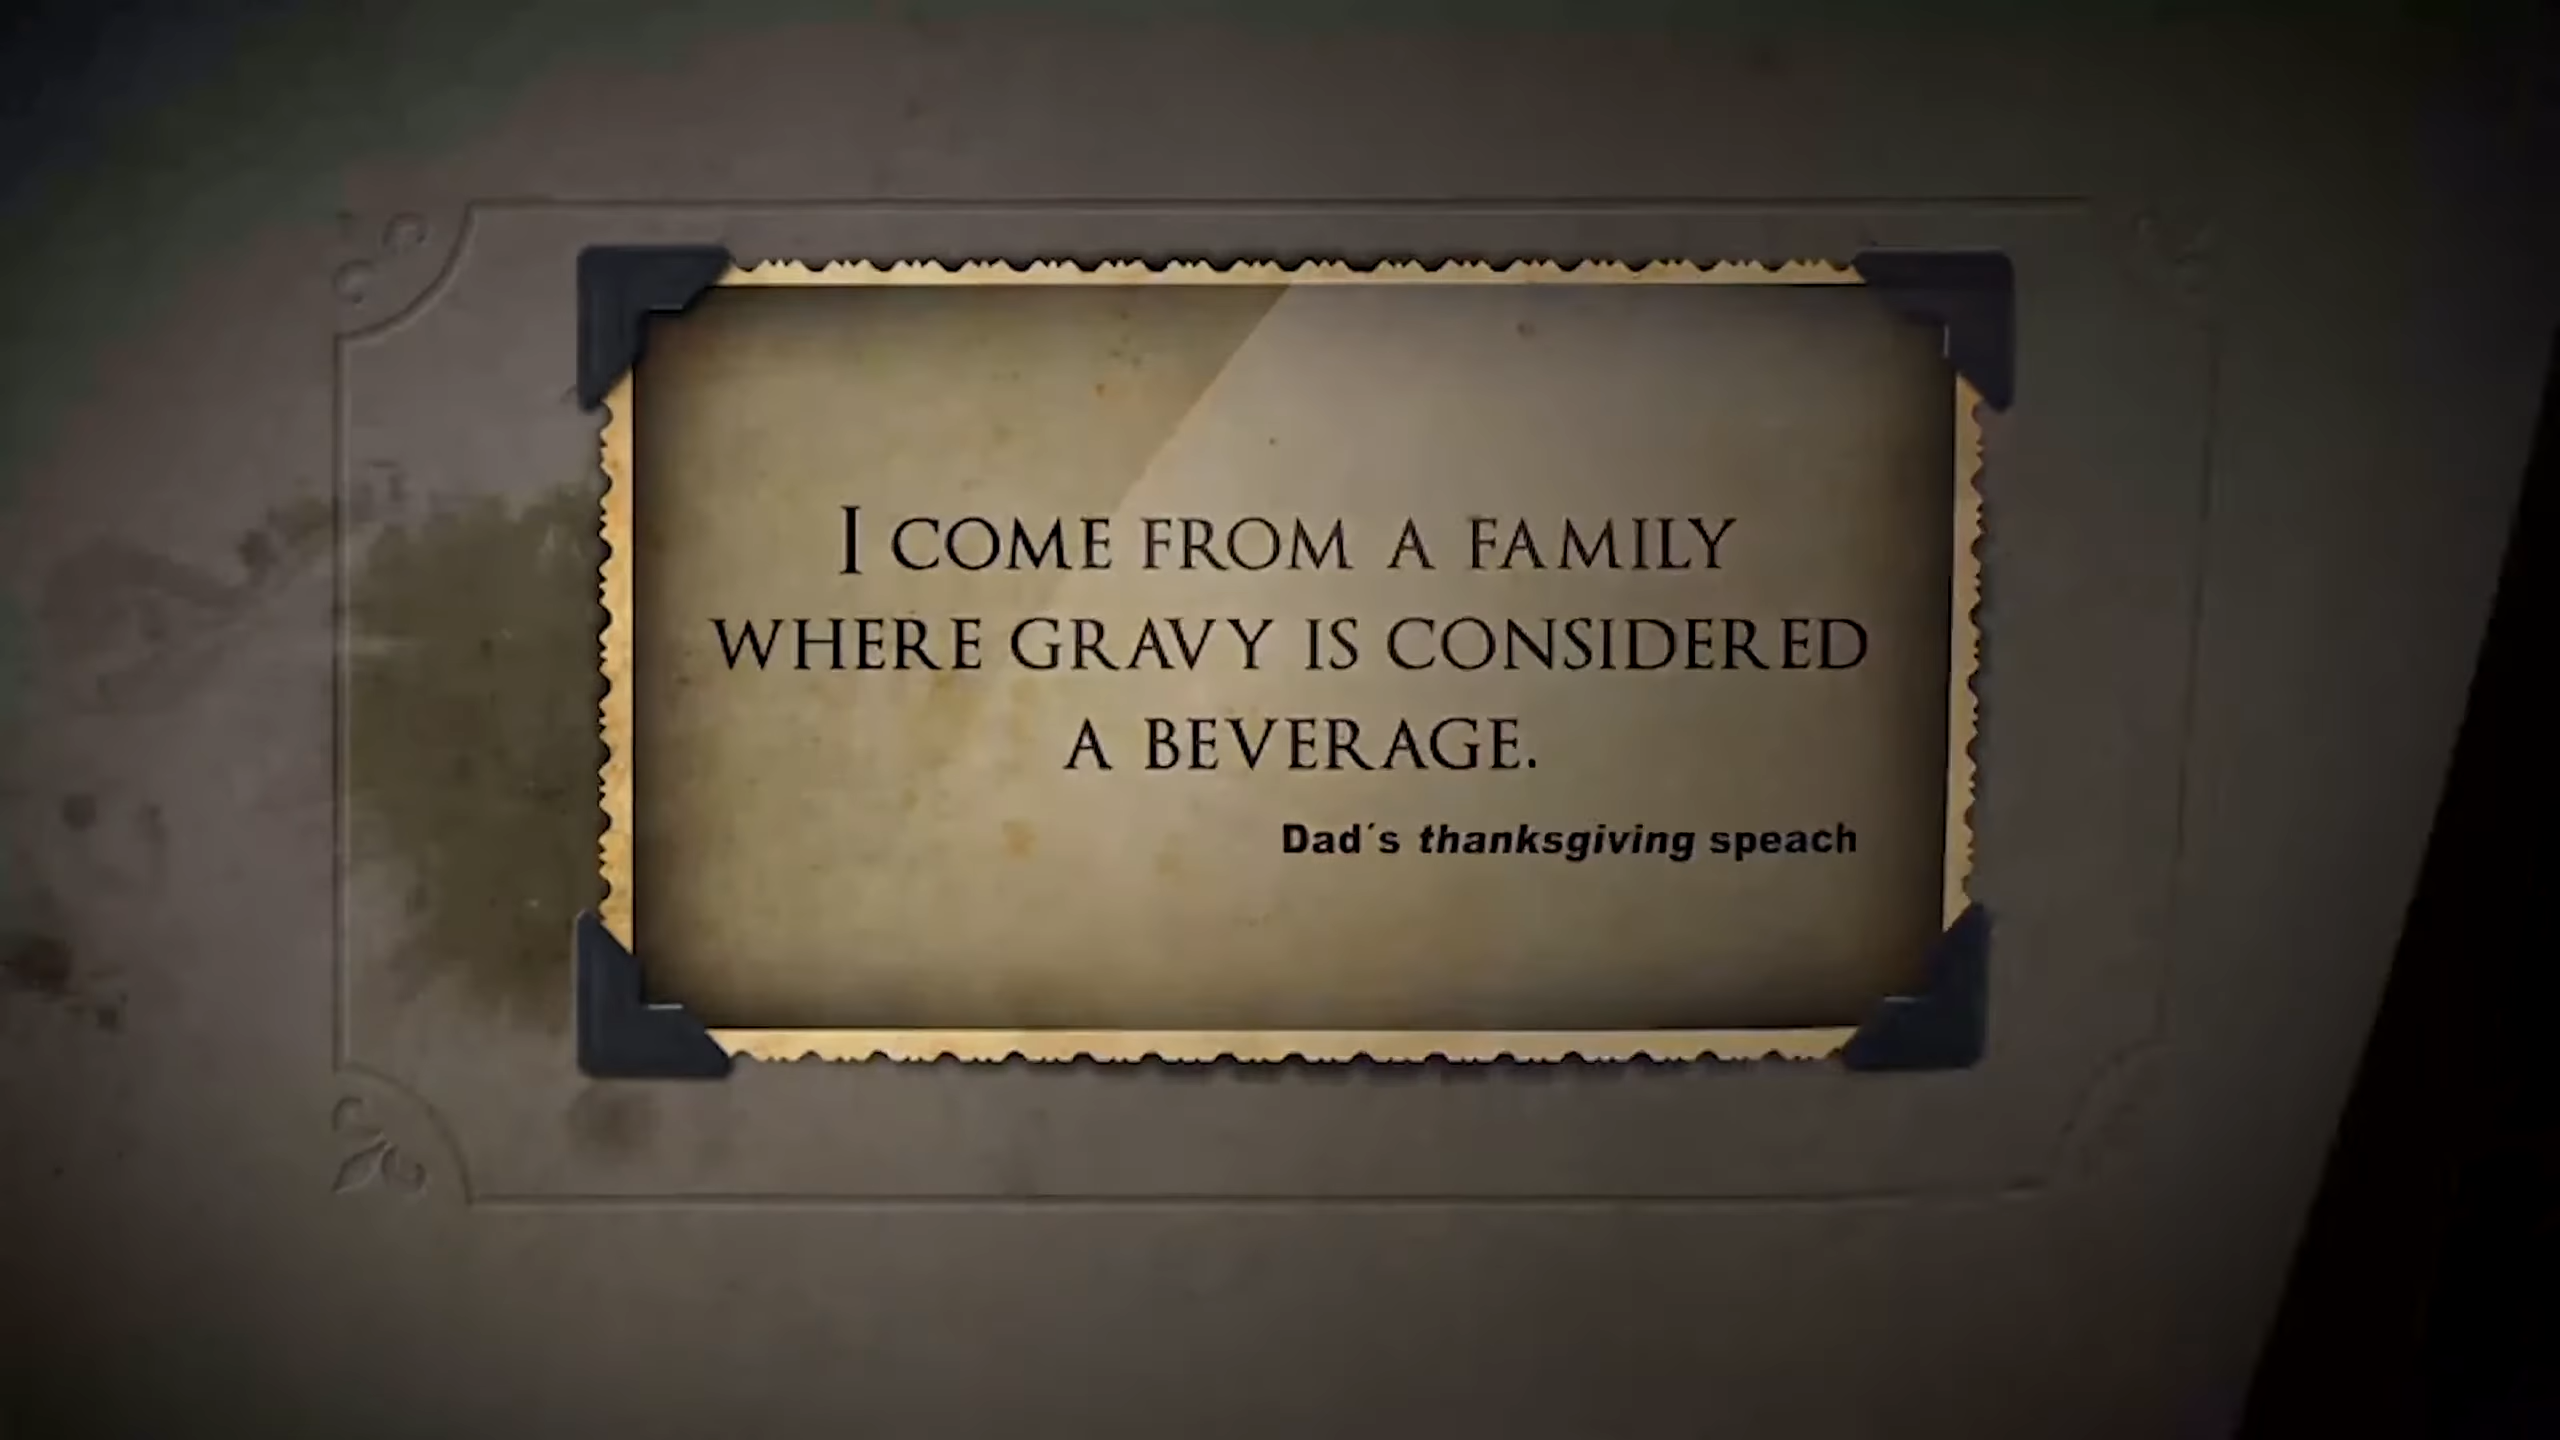 I COME FROM A FAMILY
WHERE GRAVY IS CONSIDERED
A BEVERAGE.
Dad´s thanksgiving speach